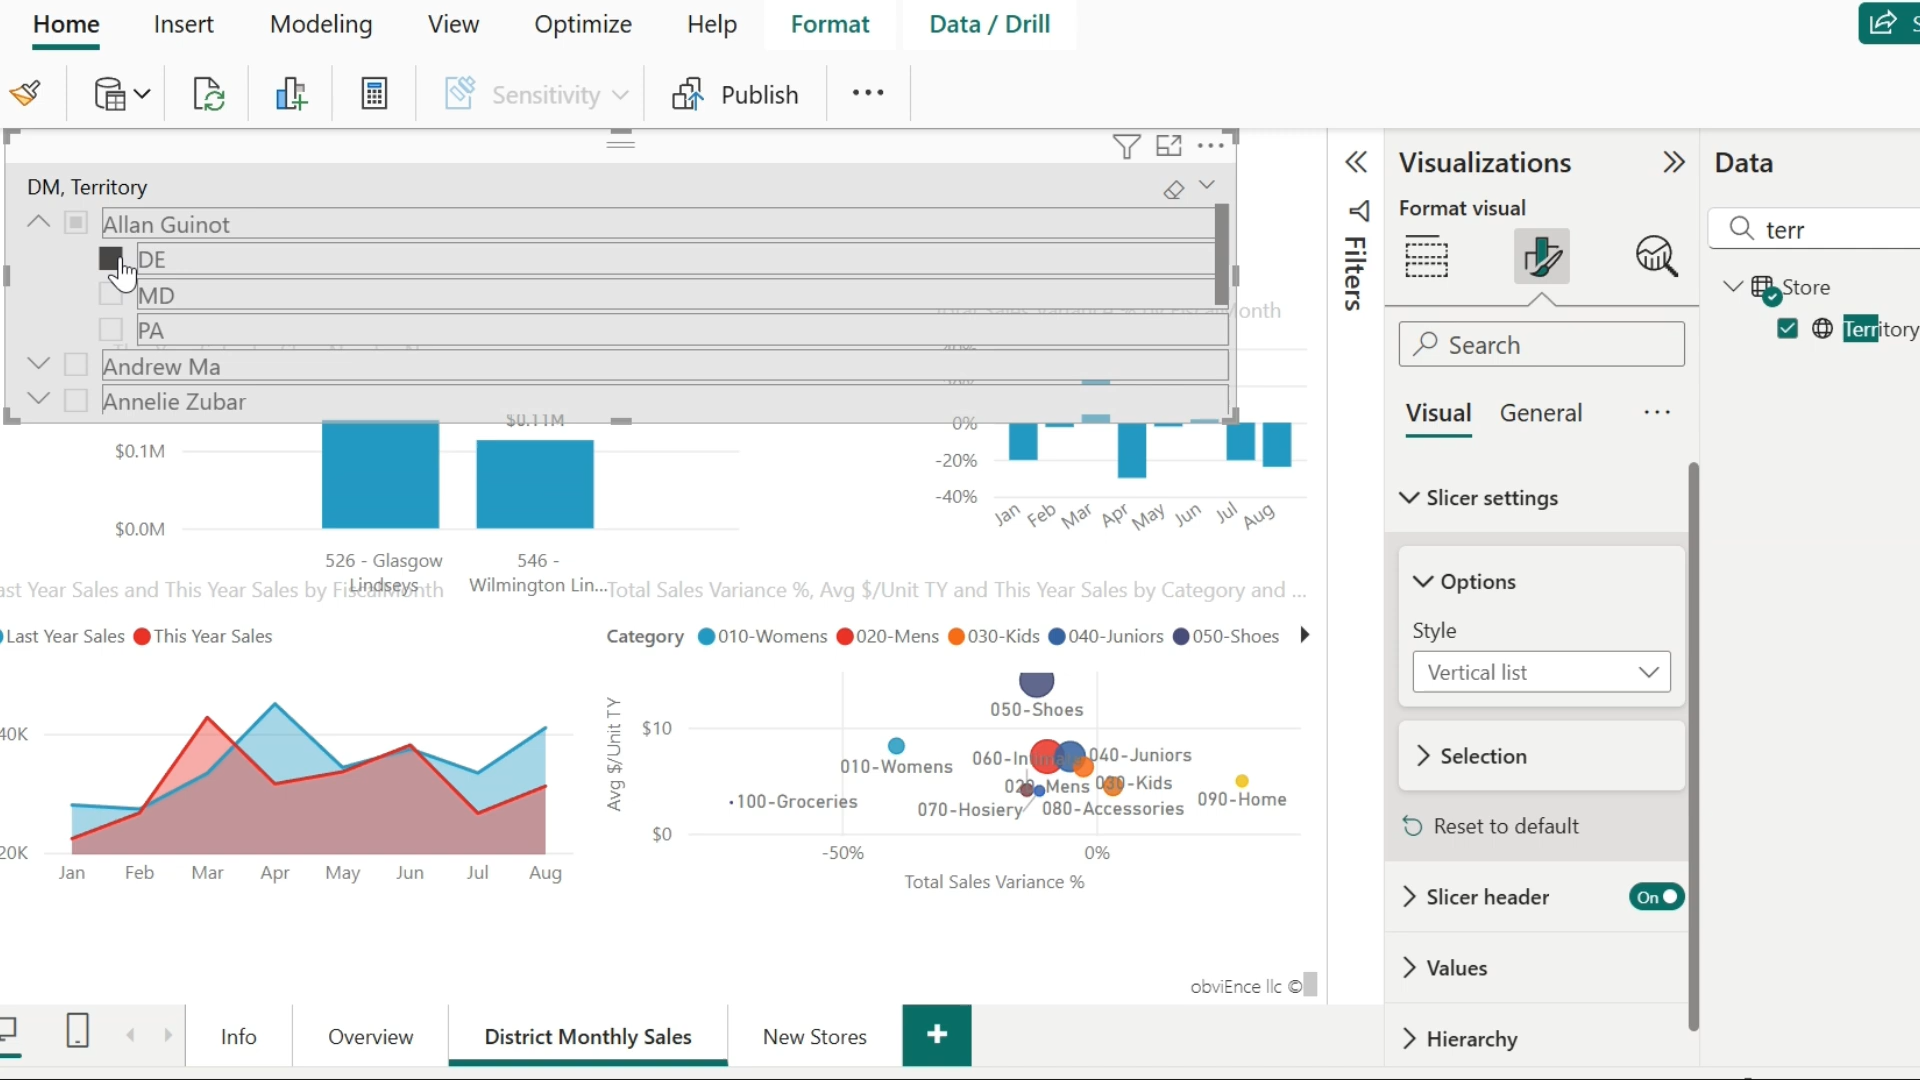 Home Insert Modeling View Optimize Help Format Data / Drill
Sensitivity Publish
DM, Territory
Allan Guinot
DE
MD
PA
Andrew Ma
Annelie Zubar
$0.11M
$0.1M
$0.0M
526 - Glasgow
Lindseys
546 -
Wilmington Lin...
0%
-20%
-40%
Jan Feb Mar Apr May Jun Jul Aug
Year Sales and This Year Sales by FiscalMonth
Last Year Sales This Year Sales
40K
20K
Jan Feb Mar Apr May Jun Jul Aug
Total Sales Variance %, Avg $/Unit TY and This Year Sales by Category and ...
Category 010-Womens 020-Mens 030-Kids 040-Juniors 050-Shoes
Avg $/Unit TY
$10
$0
050-Shoes
010-Womens
040-Juniors
030-Kids
100-Groceries
070-Hosiery
080-Accessories
090-Home
-50% 0%
Total Sales Variance %
obviEnce llc ©
Info Overview District Monthly Sales New Stores +
Filters
Visualizations
Format visual
Search
Visual General
Slicer settings
Options
Style
Vertical list
Selection
Reset to default
Slicer header On
Values
Hierarchy
Data
terr
Store
Territory